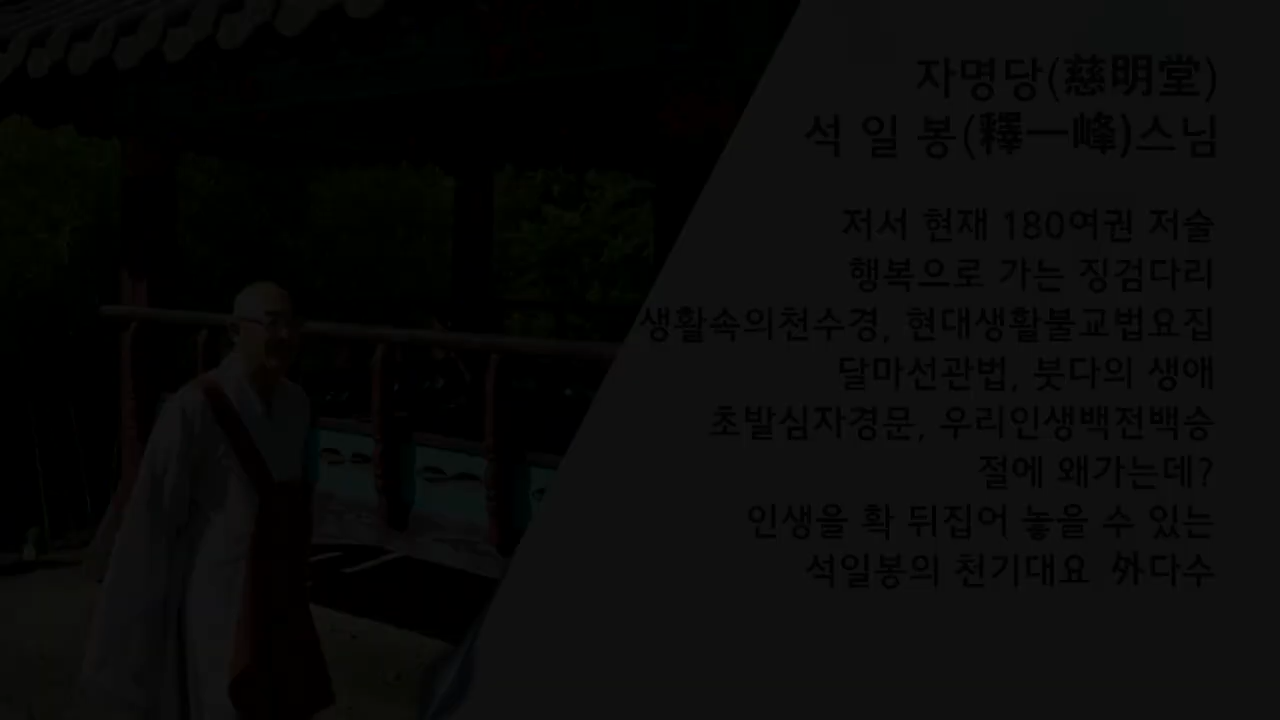 자명당(慈明堂)
석 일 봉(釋一峰)스님
저서 현재 180여권 저술
행복으로 가는 징검다리
생활속의천수경, 현대생활불교법요집
달마선관법, 붓다의 생애
초발심자경문, 우리인생백전백승
절에 왜가는데?
인생을 확 뒤집어 놓을 수 있는
석일봉의 천기대요 外다수